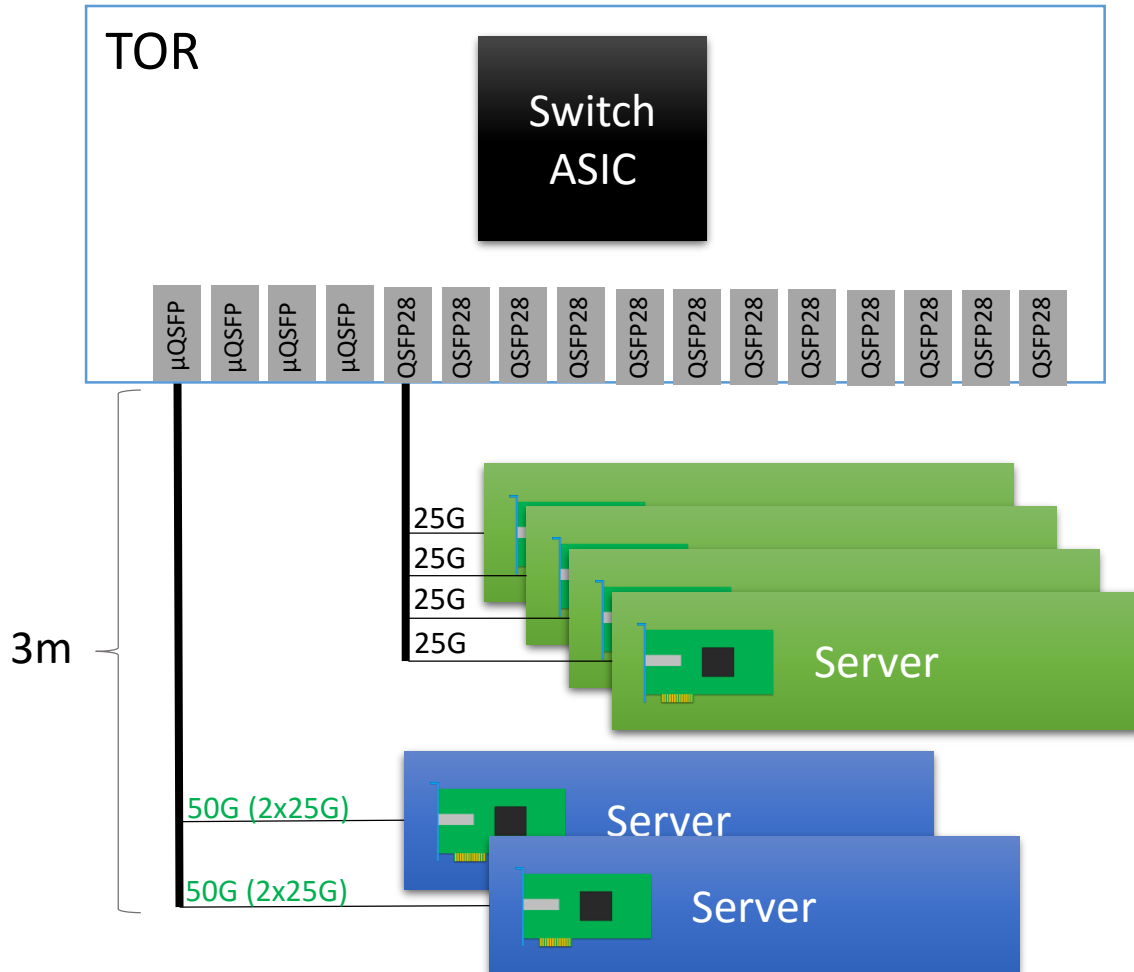 TOR
Switch
ASIC
µQSFP
µQSFP
µQSFP
µQSFP
QSFP28
QSFP28
QSFP28
QSFP28
QSFP28
QSFP28
QSFP28
QSFP28
QSFP28
QSFP28
QSFP28
QSFP28
25G
25G
25G
25G
3m
Server
50G (2x25G)
Server
50G (2x25G)
Server